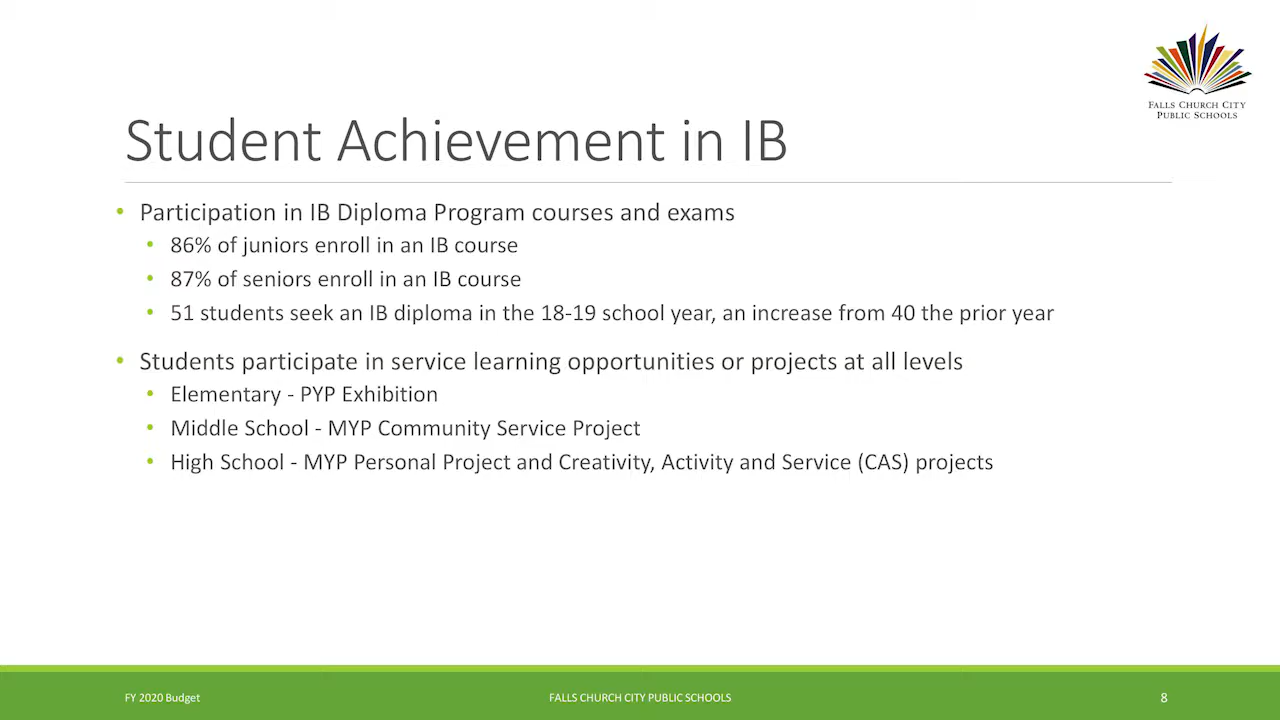 FALLS CHURCH CITY
PUBLIC SCHOOLS
Student Achievement in IB
• Participation in IB Diploma Program courses and exams
• 86% of juniors enroll in an IB course
• 87% of seniors enroll in an IB course
• 51 students seek an IB diploma in the 18-19 school year, an increase from 40 the prior year
• Students participate in service learning opportunities or projects at all levels
• Elementary - PYP Exhibition
• Middle School - MYP Community Service Project
• High School - MYP Personal Project and Creativity, Activity and Service (CAS) projects
FY 2020 Budget
FALLS CHURCH CITY PUBLIC SCHOOLS
8